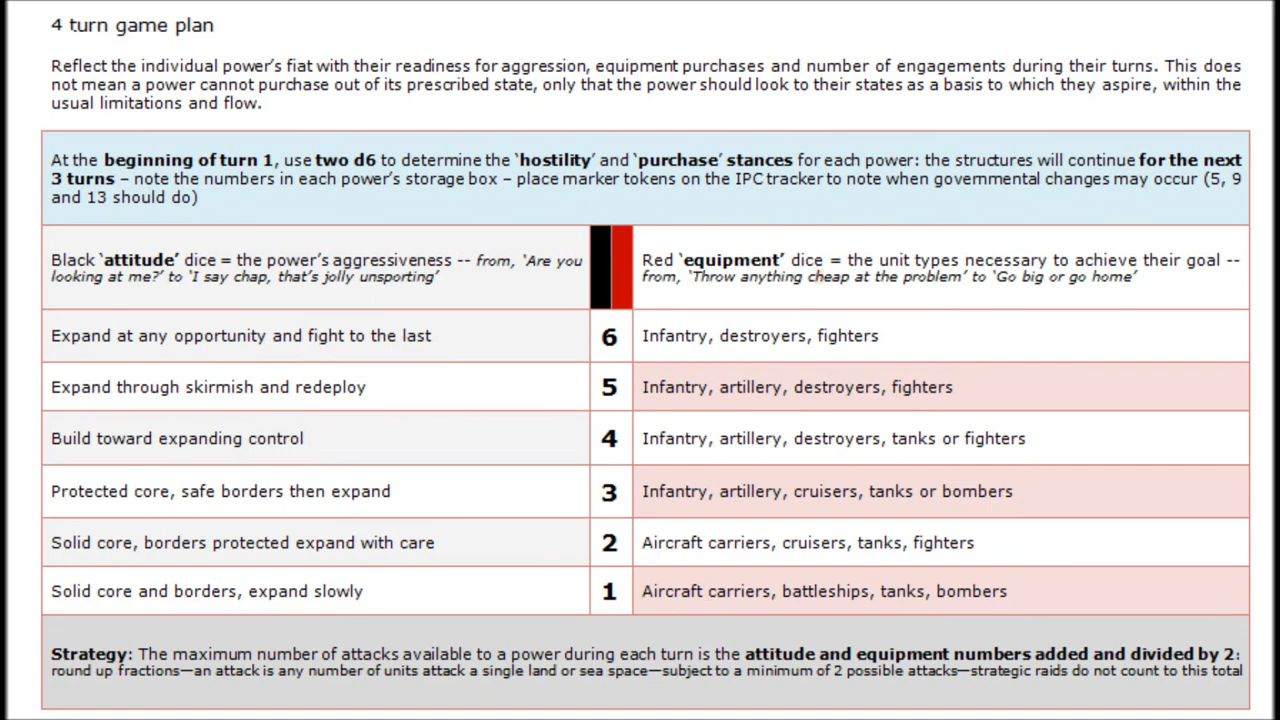 4 turn game plan
Reflect the individual power's fiat with their readiness for aggression, equipment purchases and number of engagements during their turns. This does
not mean a power cannot purchase out of its prescribed state, only that the power should look to their states as a basis to which they aspire, within the
usual limitations and flow.
At the beginning of turn 1, use two d6 to determine the ‘hostility’ and ‘purchase’ stances for each power: the structures will continue for the next
3 turns – note the numbers in each power's storage box – place marker tokens on the IPC tracker to note when governmental changes may occur (5, 9
and 13 should do)
Black ‘attitude’ dice = the power's aggressiveness -- from, ‘Are you
looking at me?’ to ‘I say chap, that's jolly unsporting’
Red ‘equipment’ dice = the unit types necessary to achieve their goal --
from, ‘Throw anything cheap at the problem’ to ‘Go big or go home’
Expand at any opportunity and fight to the last 6 Infantry, destroyers, fighters
Expand through skirmish and redeploy 5 Infantry, artillery, destroyers, fighters
Build toward expanding control 4 Infantry, artillery, destroyers, tanks or fighters
Protected core, safe borders then expand 3 Infantry, artillery, cruisers, tanks or bombers
Solid core, borders protected expand with care 2 Aircraft carriers, cruisers, tanks, fighters
Solid core and borders, expand slowly 1 Aircraft carriers, battleships, tanks, bombers
Strategy: The maximum number of attacks available to a power during each turn is the attitude and equipment numbers added and divided by 2:
round up fractions—an attack is any number of units attack a single land or sea space—subject to a minimum of 2 possible attacks—strategic raids do not count to this total